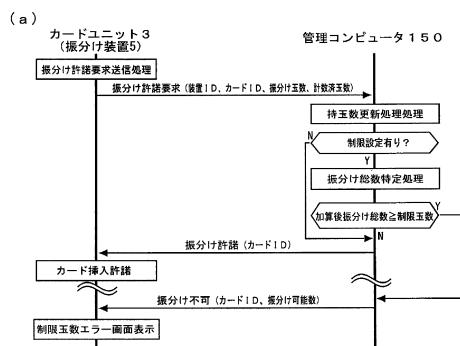 (a)
カードユニット3
(振分け装置5)
管理コンピュータ150
振分け許諾要求送信処理
振分け許諾要求(装置ID、カードID、振分け玉数、計数済玉数)
持玉数更新処理処理
N
制限設定有り?
Y
振分け総数特定処理
Y
加算後振分け総数≧制限玉数
N
振分け許諾(カードID)
カード挿入許諾
振分け不可(カードID、振分け可能数)
制限玉数エラー画面表示